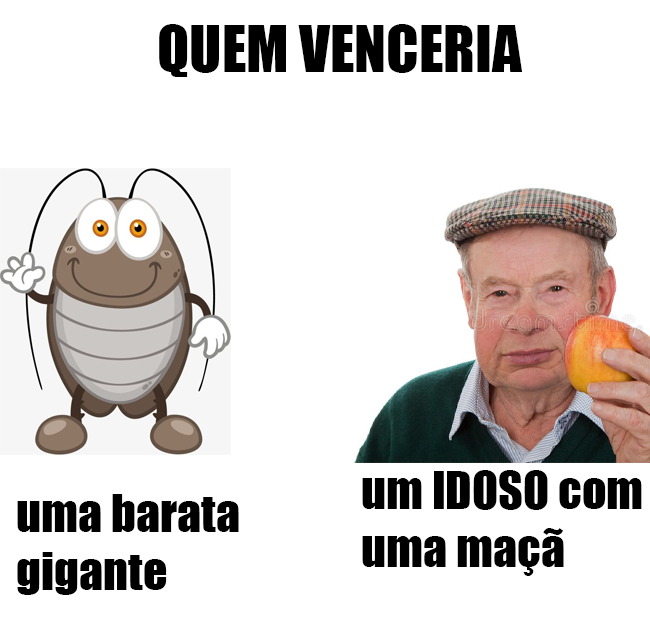 QUEM VENCERIA
uma barata
gigante
um IDOSO com
uma maçã